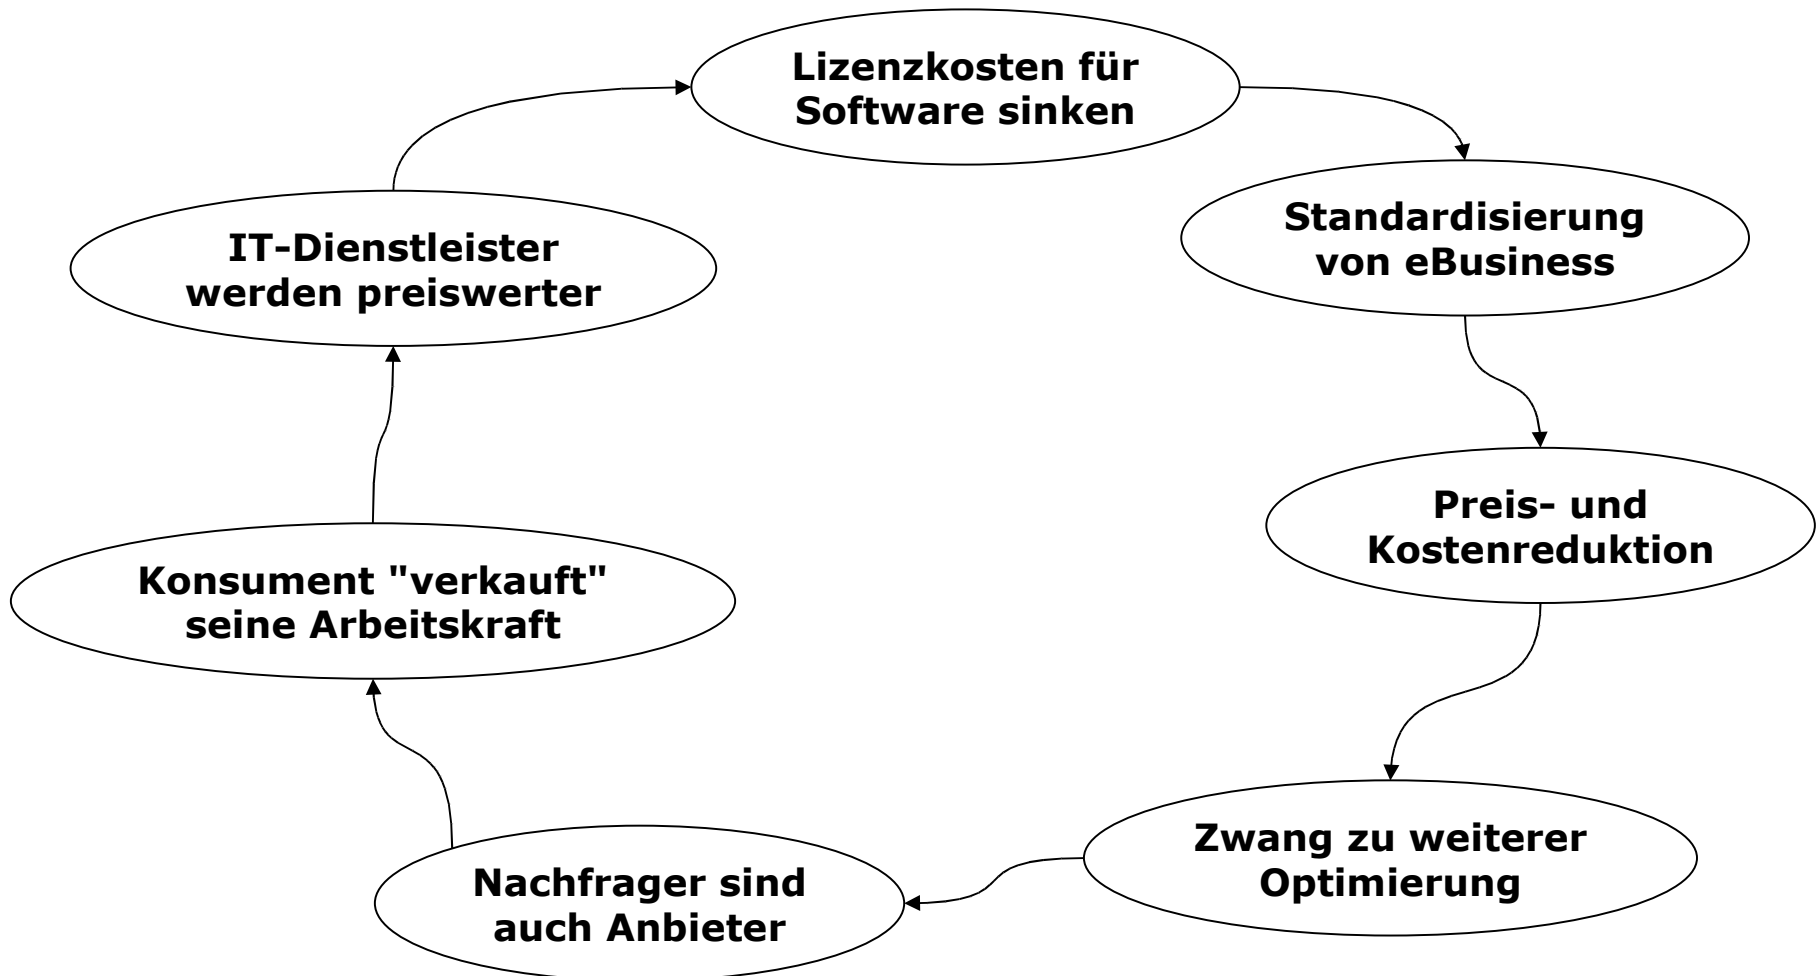 Lizenzkosten für
Software sinken
Standardisierung
von eBusiness
Preis- und
Kostenreduktion
Zwang zu weiterer
Optimierung
Nachfrager sind
auch Anbieter
Konsument "verkauft"
seine Arbeitskraft
IT-Dienstleister
werden preiswerter